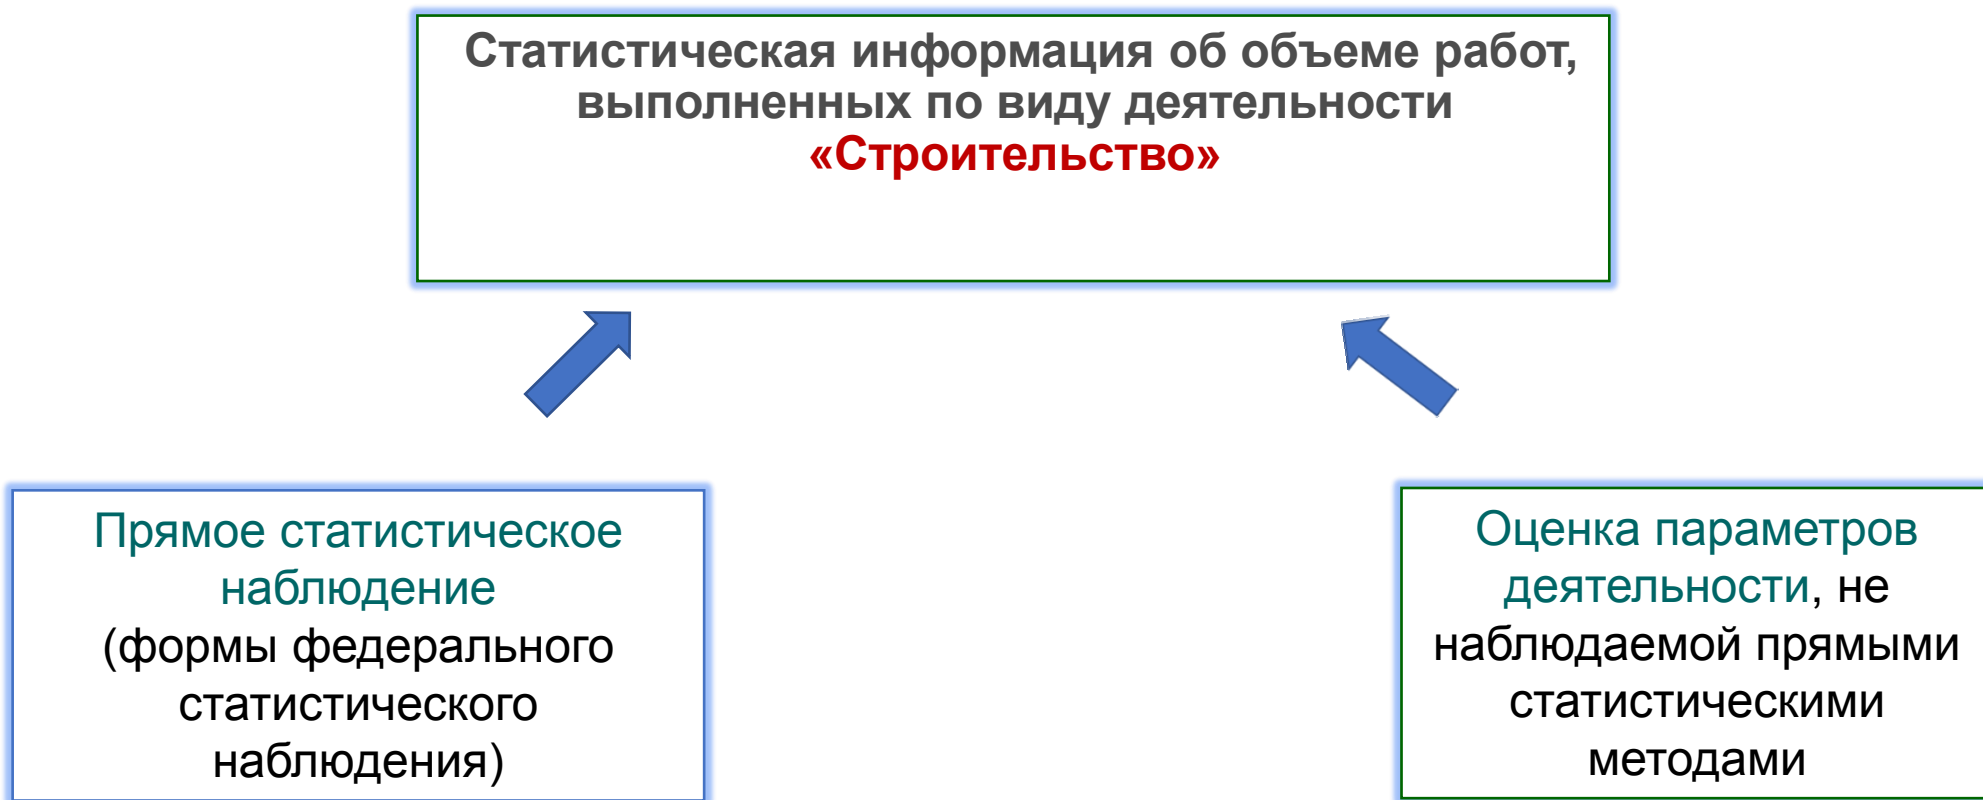 Статистическая информация об объеме работ,
выполненных по виду деятельности
«Строительство»
Прямое статистическое
наблюдение
(формы федерального
статистического
наблюдения)
Оценка параметров
деятельности, не
наблюдаемой прямыми
статистическими
методами